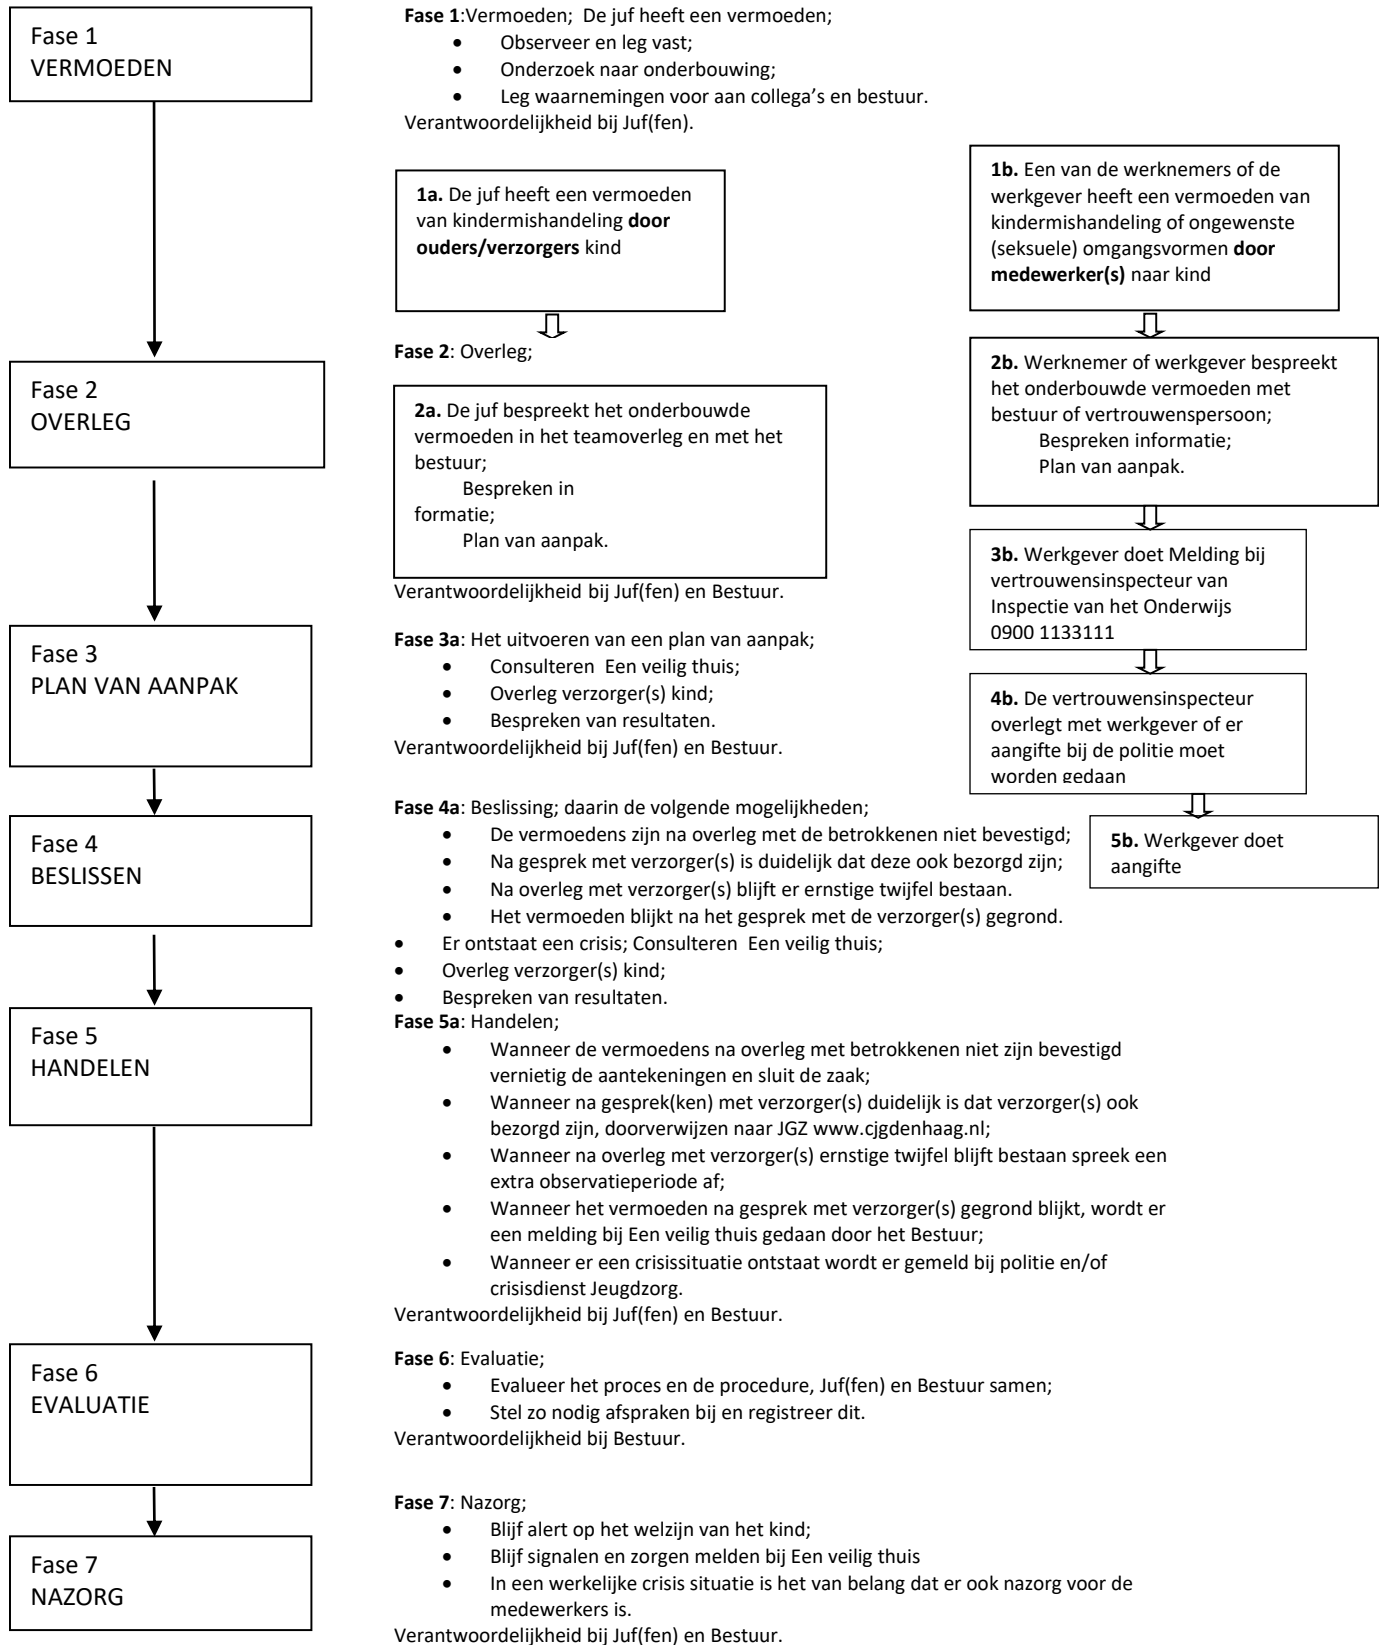 Fase 1
VERMOEDEN
Fase 1:Vermoeden; De juf heeft een vermoeden;
• Observeer en leg vast;
• Onderzoek naar onderbouwing;
• Leg waarnemingen voor aan collega's en bestuur.
Verantwoordelijkheid bij Juf(fen).
1a. De juf heeft een vermoeden
van kindermishandeling door
ouders/verzorgers kind
1b. Een van de werknemers of de
werkgever heeft een vermoeden van
kindermishandeling of ongewenste
(seksuele) omgangsvormen door
medewerker(s) naar kind
Fase 2
OVERLEG
Fase 2: Overleg;
2a. De juf bespreekt het onderbouwde
vermoeden in het teamoverleg en met het
bestuur;
Bespreken in
formatie;
Plan van aanpak.
Verantwoordelijkheid bij Juf(fen) en Bestuur.
2b. Werknemer of werkgever bespreekt
het onderbouwde vermoeden met
bestuur of vertrouwenspersoon;
Bespreken informatie;
Plan van aanpak.
3b. Werkgever doet Melding bij
vertrouwensinspecteur van
Inspectie van het Onderwijs
0900 1133111
Fase 3
PLAN VAN AANPAK
Fase 3a: Het uitvoeren van een plan van aanpak;
• Consulteren Een veilig thuis;
• Overleg verzorger(s) kind;
• Bespreken van resultaten.
Verantwoordelijkheid bij Juf(fen) en Bestuur.
4b. De vertrouwensinspecteur
overlegt met werkgever of er
aangifte bij de politie moet
worden gedaan
Fase 4
BESLISSEN
Fase 4a: Beslissing; daarin de volgende mogelijkheden;
• De vermoedens zijn na overleg met de betrokkenen niet bevestigd;
• Na gesprek met verzorger(s) is duidelijk dat deze ook bezorgd zijn;
• Na overleg met verzorger(s) blijft er ernstige twijfel bestaan.
• Het vermoeden blijkt na het gesprek met de verzorger(s) gegrond.
• Er ontstaat een crisis; Consulteren Een veilig thuis;
• Overleg verzorger(s) kind;
• Bespreken van resultaten.
5b. Werkgever doet
aangifte
Fase 5
HANDELEN
Fase 5a: Handelen;
• Wanneer de vermoedens na overleg met betrokkenen niet zijn bevestigd
vernietig de aantekeningen en sluit de zaak;
• Wanneer na gesprek(ken) met verzorger(s) duidelijk is dat verzorger(s) ook
bezorgd zijn, doorverwijzen naar JGZ www.cjgdenhaag.nl;
• Wanneer na overleg met verzorger(s) ernstige twijfel blijft bestaan spreek een
extra observatieperiode af;
• Wanneer het vermoeden na gesprek met verzorger(s) gegrond blijkt, wordt er
een melding bij Een veilig thuis gedaan door het Bestuur;
• Wanneer er een crisissituatie ontstaat wordt er gemeld bij politie en/of
crisisdienst Jeugdzorg.
Verantwoordelijkheid bij Juf(fen) en Bestuur.
Fase 6
EVALUATIE
Fase 6: Evaluatie;
• Evalueer het proces en de procedure, Juf(fen) en Bestuur samen;
• Stel zo nodig afspraken bij en registreer dit.
Verantwoordelijkheid bij Bestuur.
Fase 7
NAZORG
Fase 7: Nazorg;
• Blijf alert op het welzijn van het kind;
• Blijf signalen en zorgen melden bij Een veilig thuis
• In een werkelijke crisis situatie is het van belang dat er ook nazorg voor de
medewerkers is.
Verantwoordelijkheid bij Juf(fen) en Bestuur.